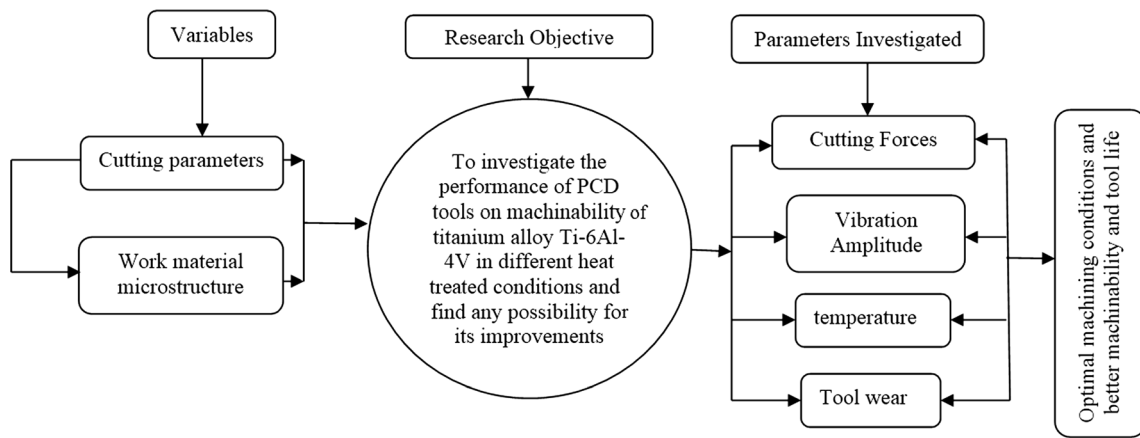 Variables
Research Objective
Parameters Investigated
Cutting parameters
Work material
microstructure
To investigate the
performance of PCD
tools on machinability of
titanium alloy Ti-6Al-
4V in different heat
treated conditions and
find any possibility for
its improvements
Cutting Forces
Vibration
Amplitude
temperature
Tool wear
Optimal machining conditions and
better machinability and tool life